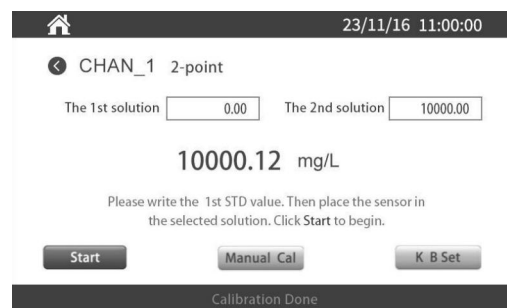 23/11/16 11:00:00
CHAN_1 2-point
The 1st solution 0.00 The 2nd solution 10000.00
10000.12 mg/L
Please write the 1st STD value. Then place the sensor in
the selected solution. Click Start to begin.
Start Manual Cal K B Set
Calibration Done